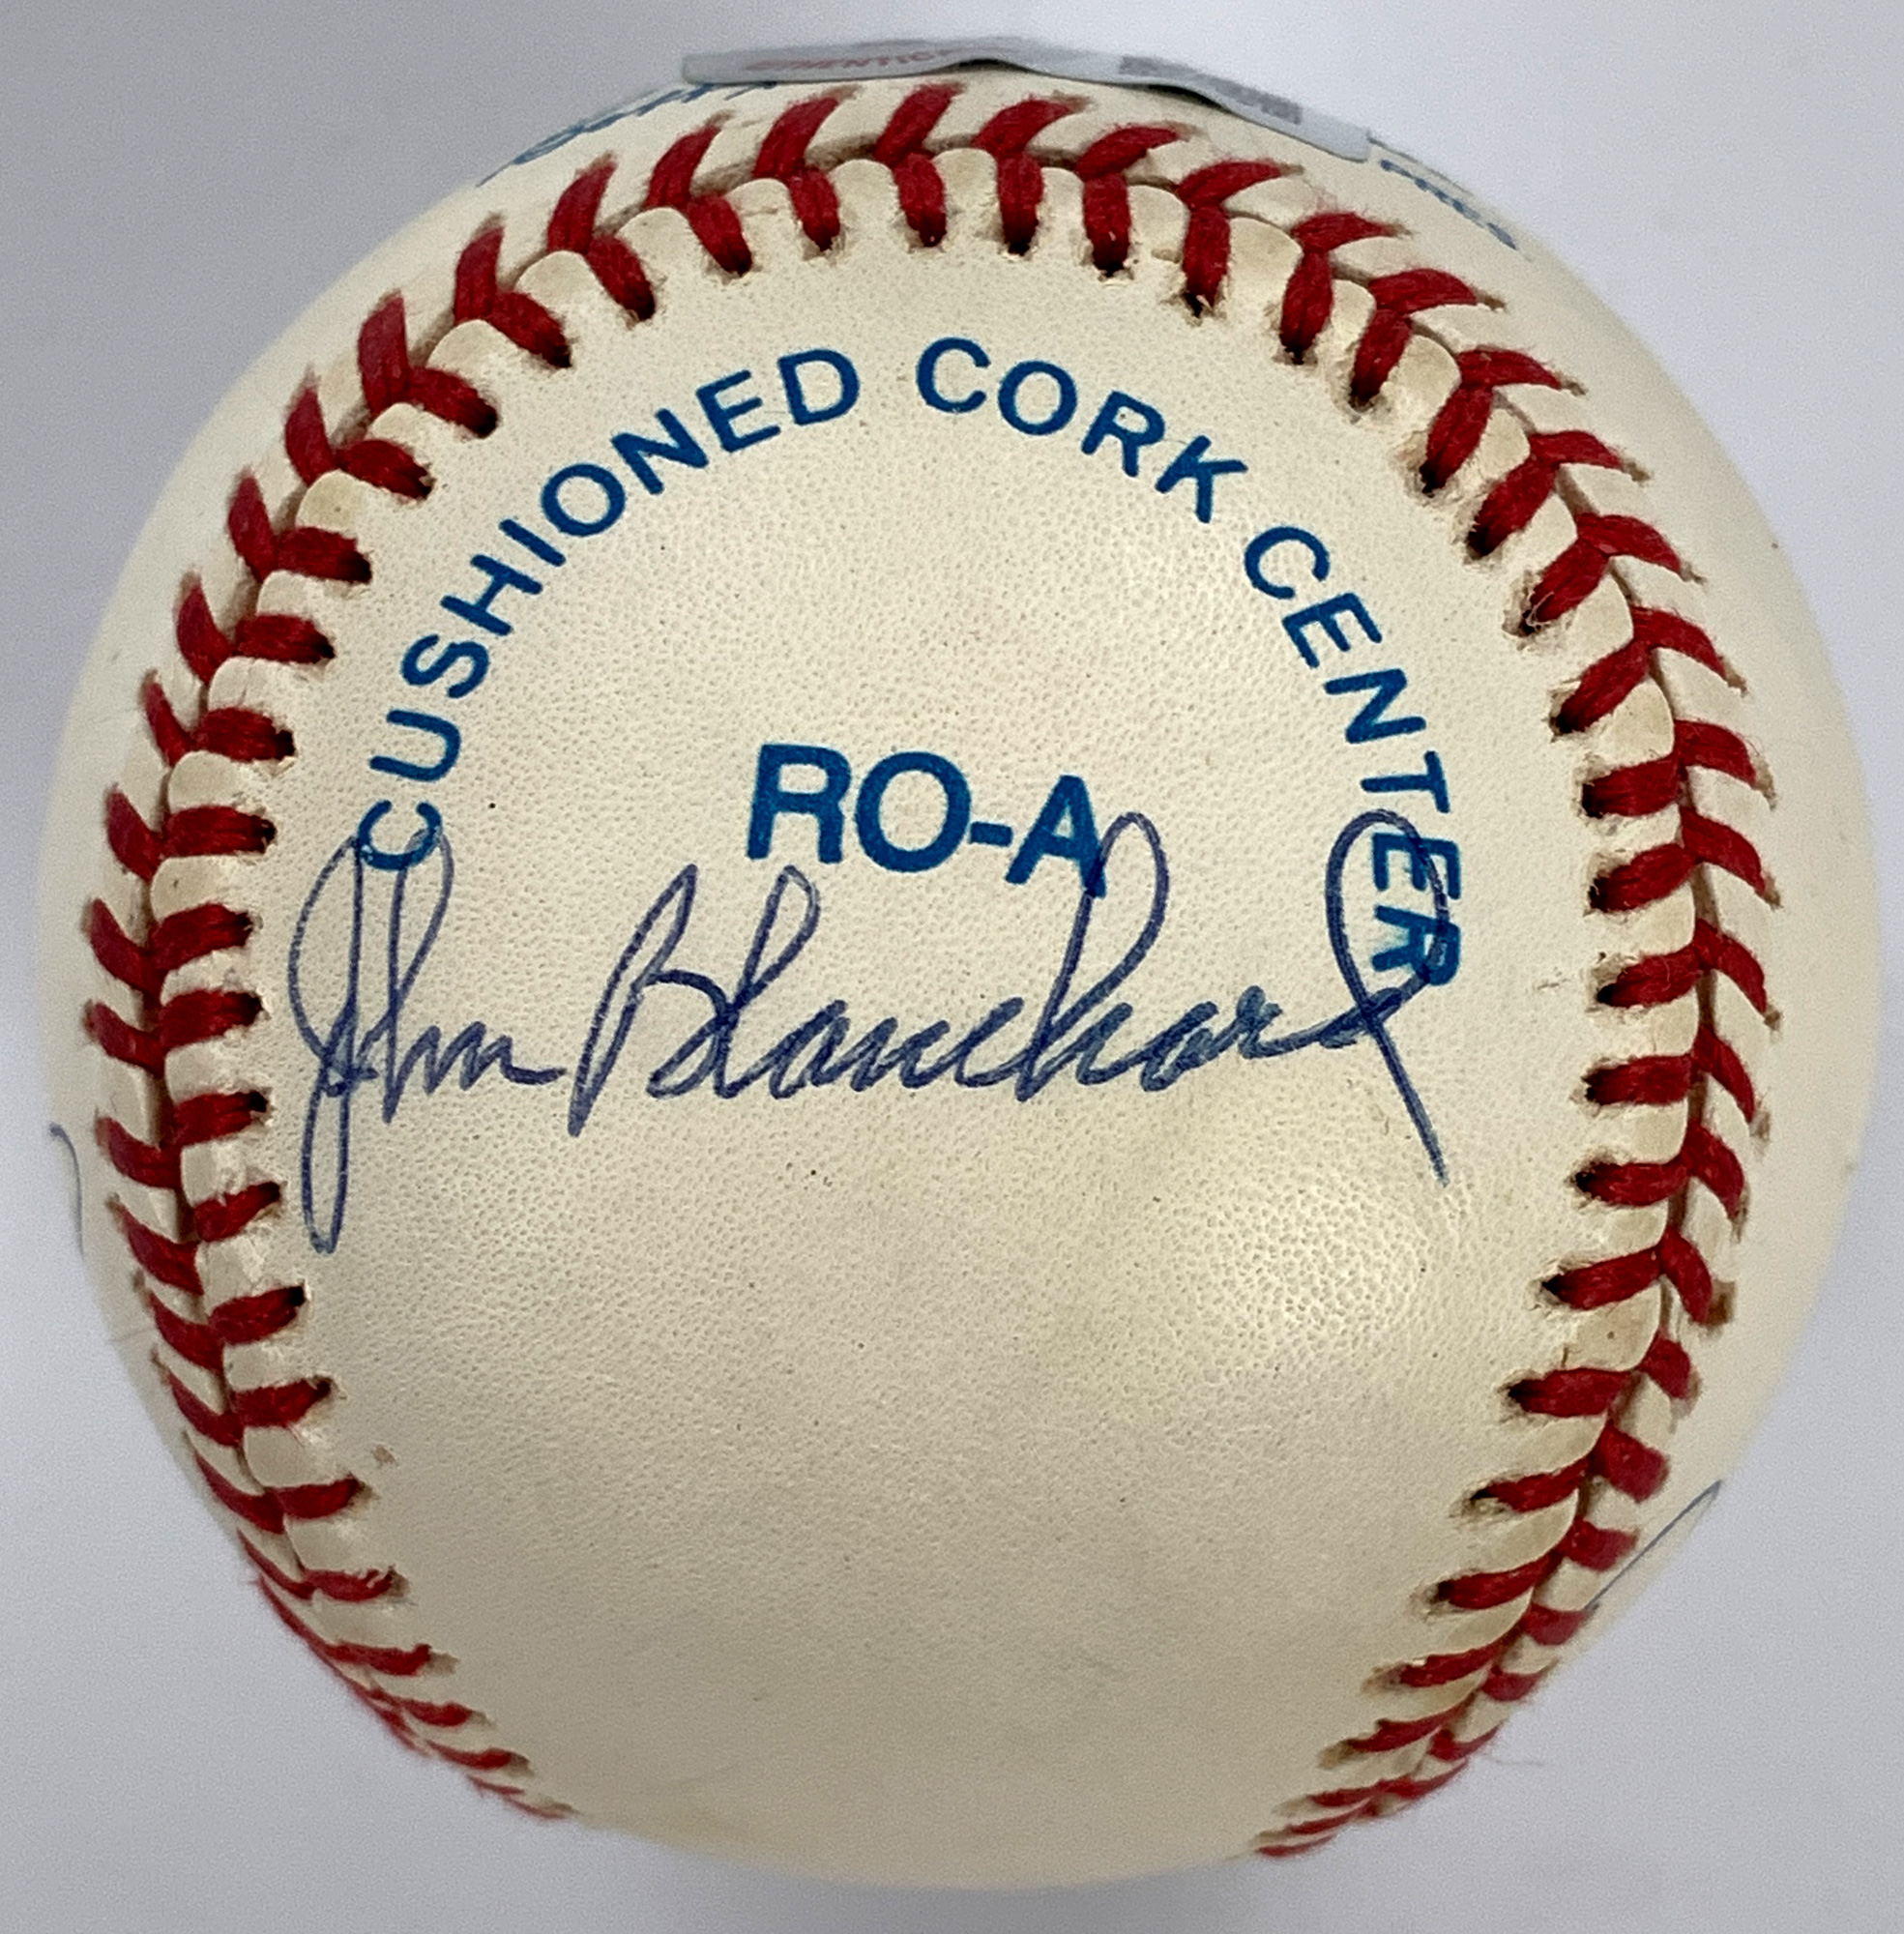 CUSHIONED CORK CENTER
RO-A
John Blanchard